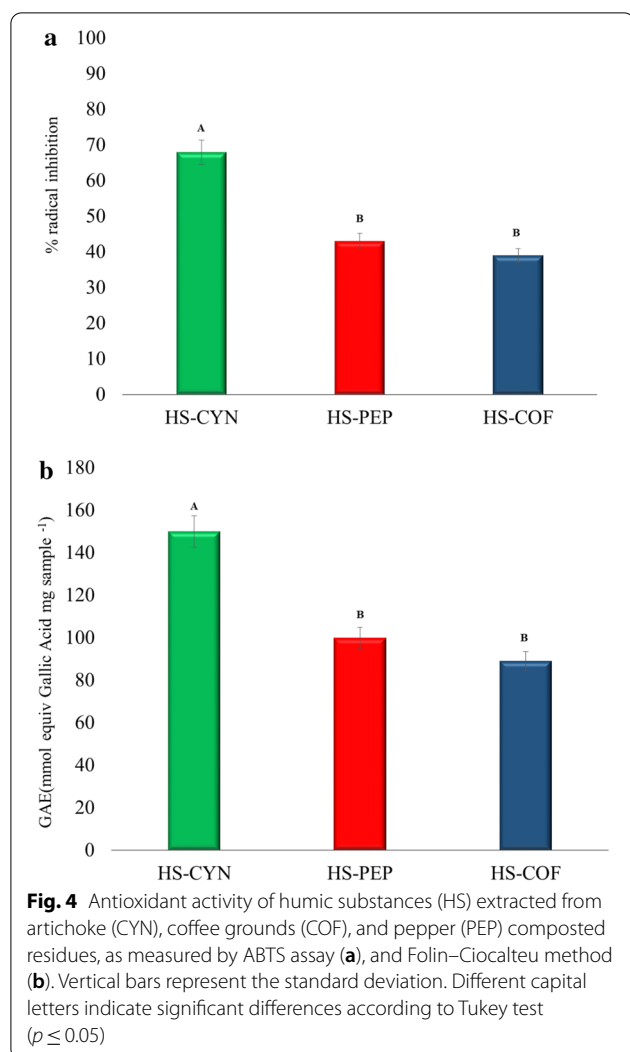 a
% radical inhibition
100
90
80
70
60
50
40
30
20
10
0
A
B
B
HS-CYN HS-PEP HS-COF
b
GAE(mmol equiv Gallic Acid mg sample -1)
180
160
140
120
100
80
60
40
20
0
A
B
B
HS-CYN HS-PEP HS-COF
Fig. 4 Antioxidant activity of humic substances (HS) extracted from
artichoke (CYN), coffee grounds (COF), and pepper (PEP) composted
residues, as measured by ABTS assay (a), and Folin–Ciocalteu method
(b). Vertical bars represent the standard deviation. Different capital
letters indicate significant differences according to Tukey test
(p ≤ 0.05)